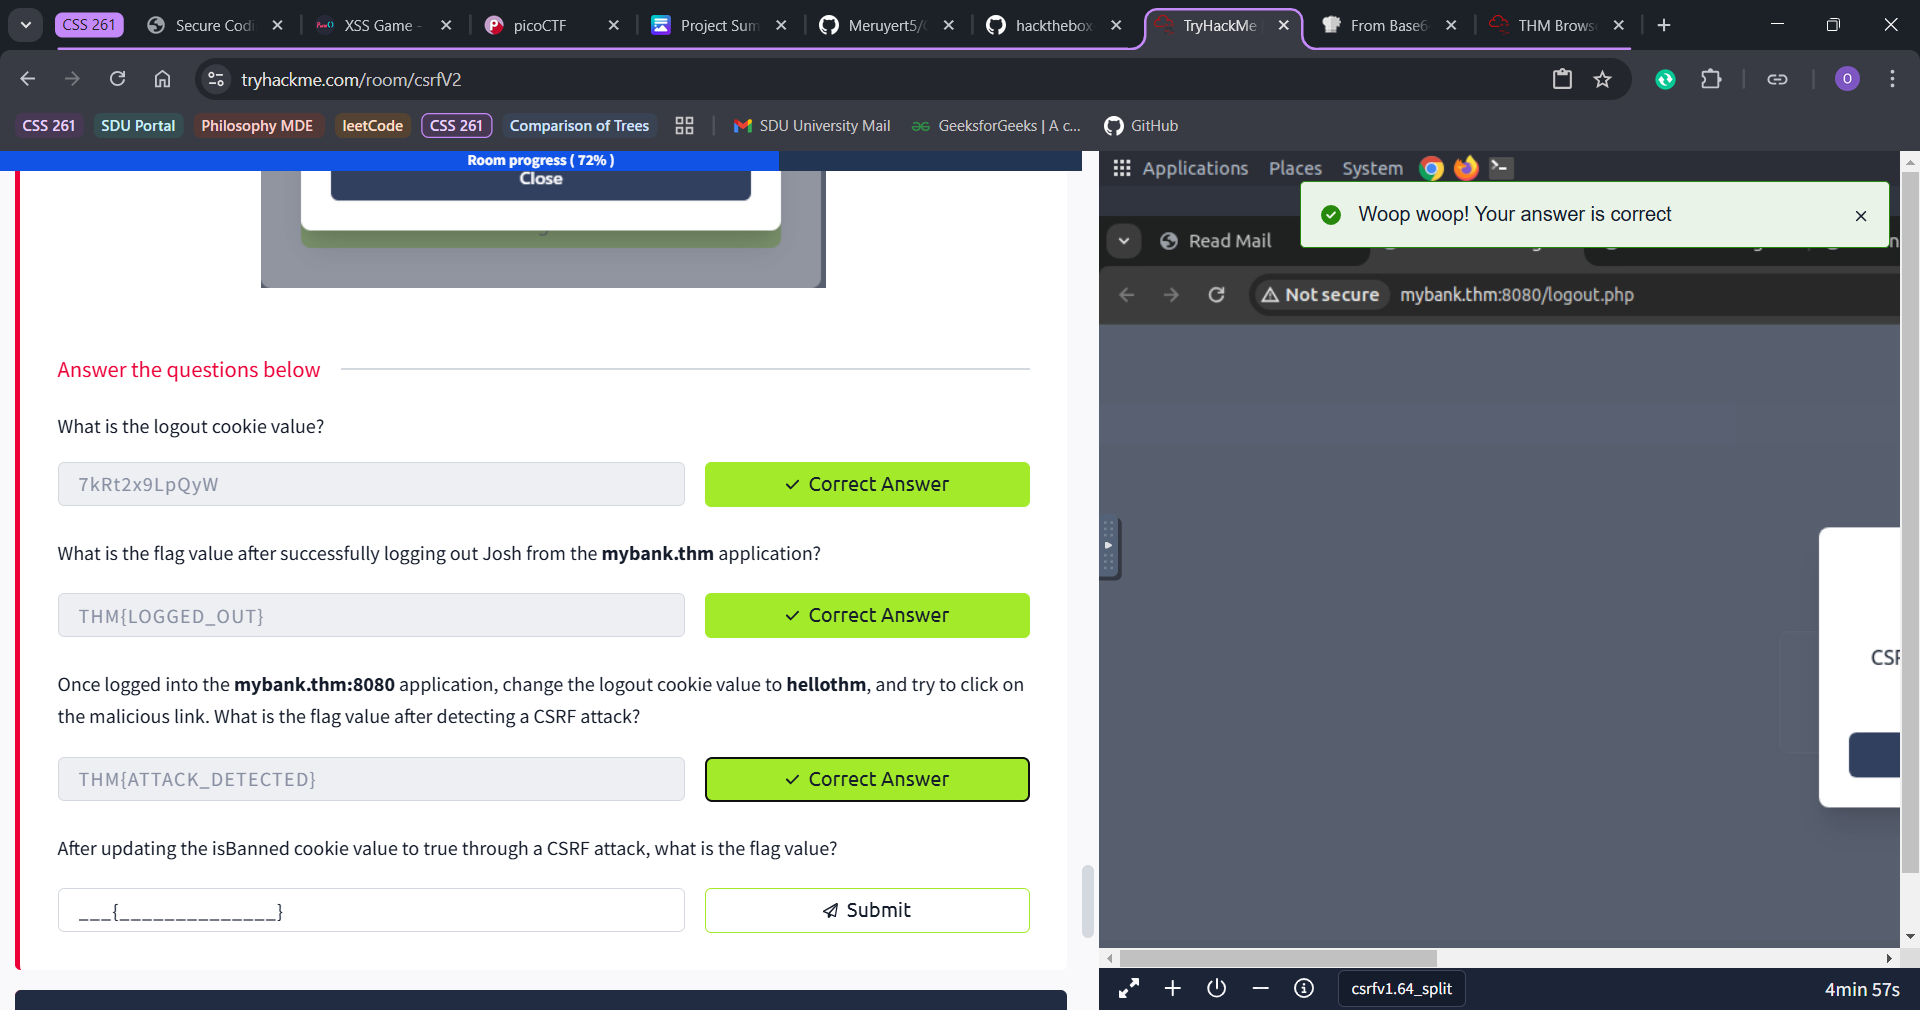 CSS 261
Secure Codi
XSS Game -
picoCTF
Project Sum
Meruyert5/
hackthebox
TryHackMe
From Base6
THM Brows
tryhackme.com/room/csrfV2
O
CSS 261
SDU Portal
Philosophy MDE
leetCode
CSS 261
Comparison of Trees
SDU University Mail
GeeksforGeeks | A c...
GitHub
Room progress ( 72% )
Close
Applications Places System
Woop woop! Your answer is correct
Read Mail
Not secure mybank.thm:8080/logout.php
Answer the questions below
What is the logout cookie value?
7kRt2x9LpQyW
Correct Answer
What is the flag value after successfully logging out Josh from the mybank.thm application?
THM{LOGGED_OUT}
Correct Answer
Once logged into the mybank.thm:8080 application, change the logout cookie value to hellothm, and try to click on
the malicious link. What is the flag value after detecting a CSRF attack?
THM{ATTACK_DETECTED}
Correct Answer
After updating the isBanned cookie value to true through a CSRF attack, what is the flag value?
___{______________}
Submit
csrfv1.64_split
4min 57s